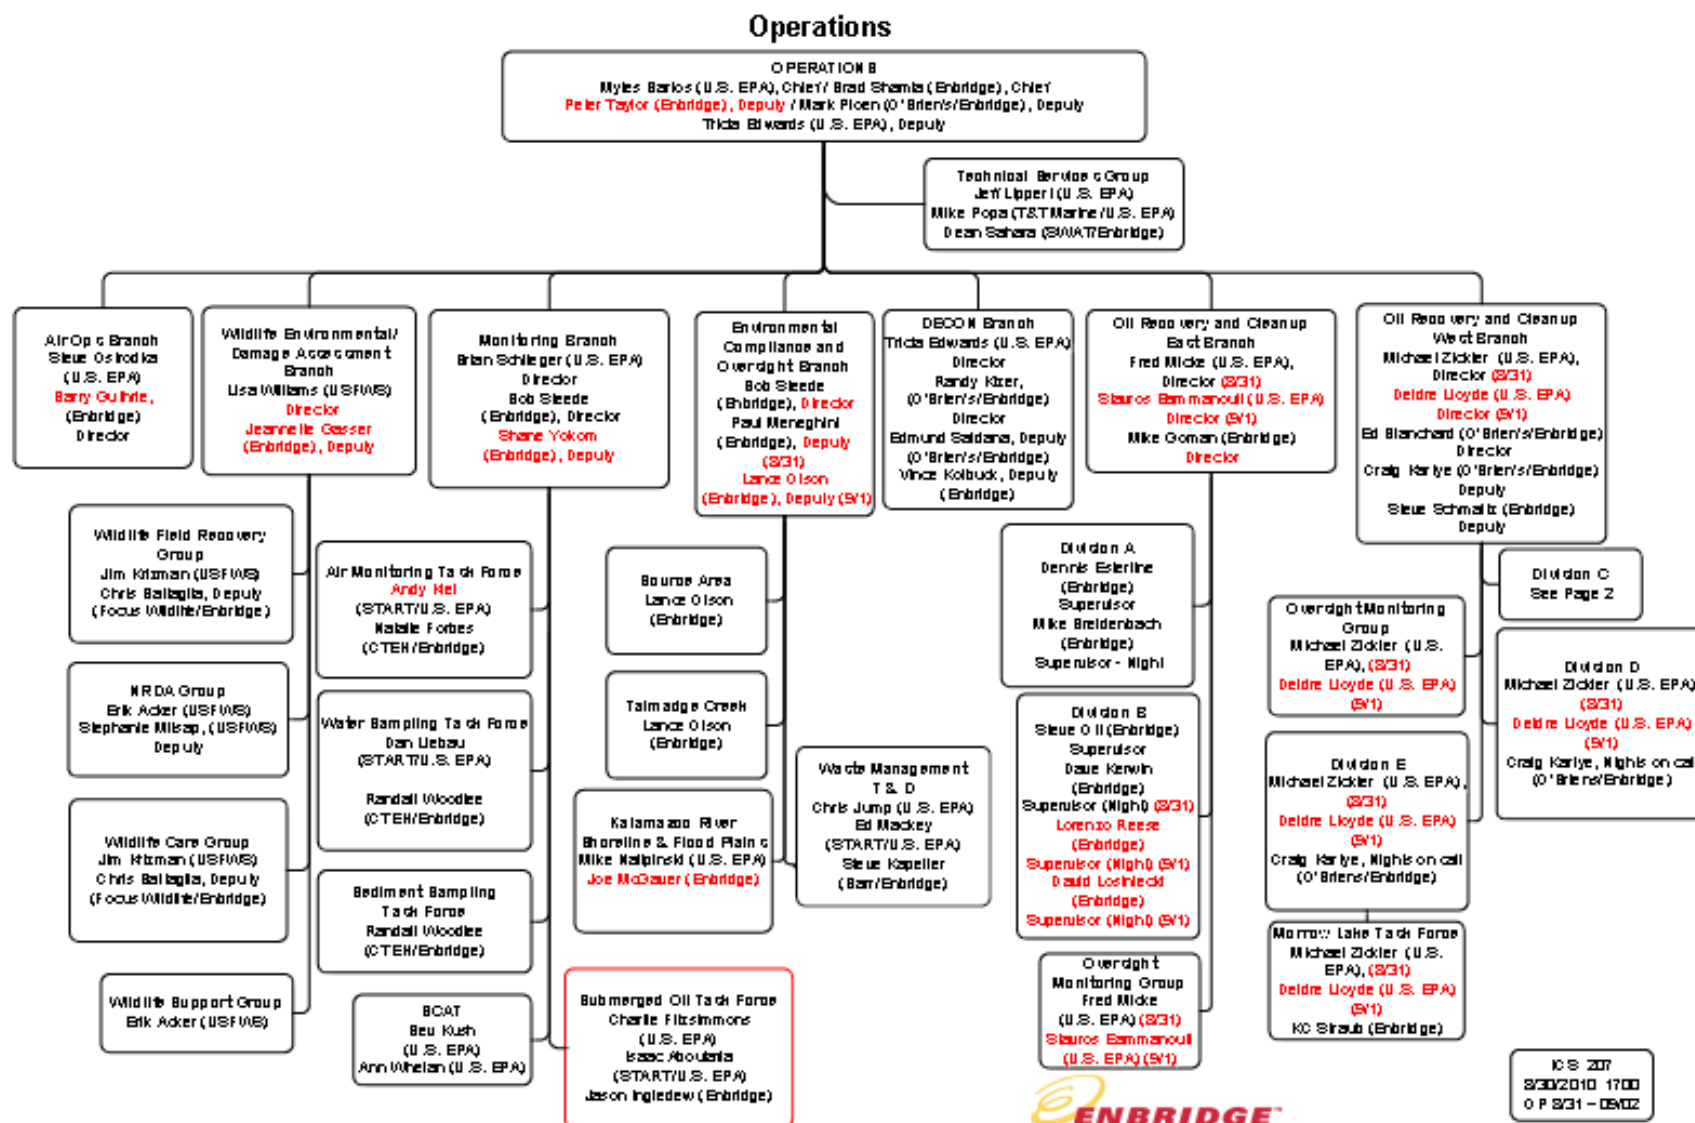 Operations
OPERATIONS
Myles Bartos (U.S. EPA), Chief / Brad Shamla (Enbridge), Chief
Peter Taylor (Enbridge), Deputy / Mark Ploen (O'Brien's/Enbridge), Deputy
Tricia Edwards (U.S. EPA), Deputy
Technical Services Group
Jeff Lippert (U.S. EPA)
Mike Popa (T&T Marine/U.S. EPA)
Dean Sahara (SWAT/Enbridge)
Air Ops Branch
Steve Ostrodka
(U.S. EPA)
Barry Guthrie,
(Enbridge)
Director
Wildlife Environmental/
Damage Assessment
Branch
Lisa Williams (USFWS)
Director
Jeannelle Gasser
(Enbridge), Deputy
Monitoring Branch
Brian Schlieger (U.S. EPA)
Director
Bob Steede
(Enbridge), Director
Shane Yokom
(Enbridge), Deputy
Environmental
Compliance and
Oversight Branch
Bob Steede
(Enbridge), Director
Paul Meneghini
(Enbridge), Deputy
(8/31)
Lance Olson
(Enbridge), Deputy (9/1)
DECON Branch
Tricia Edwards (U.S. EPA)
Director
Randy Kizer,
(O'Brien's/Enbridge)
Director
Edmund Saldana, Deputy
(O'Brien's/Enbridge)
Vince Kolbuck, Deputy
(Enbridge)
Oil Recovery and Cleanup
East Branch
Fred Micke (U.S. EPA),
Director (8/31)
Stavros Emmanouil (U.S. EPA)
Director (9/1)
Mike Goman (Enbridge)
Director
Oil Recovery and Cleanup
West Branch
Michael Zickler (U.S. EPA),
Director (8/31)
Deidre Lloyde (U.S. EPA)
Director (9/1)
Ed Blanchard (O'Brien's/Enbridge)
Director
Craig Kartye (O'Brien's/Enbridge)
Deputy
Steve Schmaltz (Enbridge)
Deputy
Wildlife Field Recovery
Group
Jim Krizman (USFWS)
Chris Battaglia, Deputy
(Focus Wildlife/Enbridge)
NRDA Group
Erik Acker (USFWS)
Stephanie Milsap, (USFWS)
Deputy
Wildlife Care Group
Jim Krizman (USFWS)
Chris Battaglia, Deputy
(Focus Wildlife/Enbridge)
Wildlife Support Group
Erik Acker (USFWS)
Air Monitoring Task Force
Andy Kei
(START/U.S. EPA)
Natalie Forbes
(CTEH/Enbridge)
Water Sampling Task Force
Dan Liebau
(START/U.S. EPA)
Randall Woodlee
(CTEH/Enbridge)
Sediment Sampling
Task Force
Randall Woodlee
(CTEH/Enbridge)
SCAT
Bev Kush
(U.S. EPA)
Ann Whelan (U.S. EPA)
Submerged Oil Task Force
Charlie Fitzsimmons
(U.S. EPA)
Isaac
(START/U.S. EPA)
Jason Ingledew (Enbridge)
Source Area
Lance Olson
(Enbridge)
Talmadge Creek
Lance Olson
(Enbridge)
Kalamazoo River
Shoreline & Flood Plains
Mike Nalipinski (U.S. EPA)
Joe McGauer (Enbridge)
Waste Management
T & D
Chris Jump (U.S. EPA)
Ed Mackey
(START/U.S. EPA)
Steve Kapeller
(Barr/Enbridge)
Division A
Dennis Esterline
(Enbridge)
Supervisor
Mike Breidenbach
(Enbridge)
Supervisor - Night
Division B
Steve Oil (Enbridge)
Supervisor
Dave Kerwin
(Enbridge)
Supervisor (Night) (8/31)
Lorenzo Reese
(Enbridge)
Supervisor (Night) (9/1)
David Losiniecki
(Enbridge)
Supervisor (Night) (9/1)
Oversight
Monitoring Group
Fred Micke
(U.S. EPA) (8/31)
Stavros Emmanouil
(U.S. EPA) (9/1)
Division C
See Page 2
Oversight Monitoring
Group
Michael Zickler (U.S.
EPA), (8/31)
Deidre Lloyde (U.S. EPA)
(9/1)
Division D
Michael Zickler (U.S. EPA)
(8/31)
Deidre Lloyde (U.S. EPA)
(9/1)
Craig Kartye, Nights on call
(O'Briens/Enbridge)
Division E
Michael Zickler (U.S. EPA),
(8/31)
Deidre Lloyde (U.S. EPA)
(9/1)
Craig Kartye, Nights on call
(O'Briens/Enbridge)
Morrow Lake Task Force
Michael Zickler (U.S.
EPA), (8/31)
Deidre Lloyde (U.S. EPA)
(9/1)
KC Straub (Enbridge)
ENBRIDGE™
ICS 207
8/30/2010 1700
OP 8/31 - 09/02